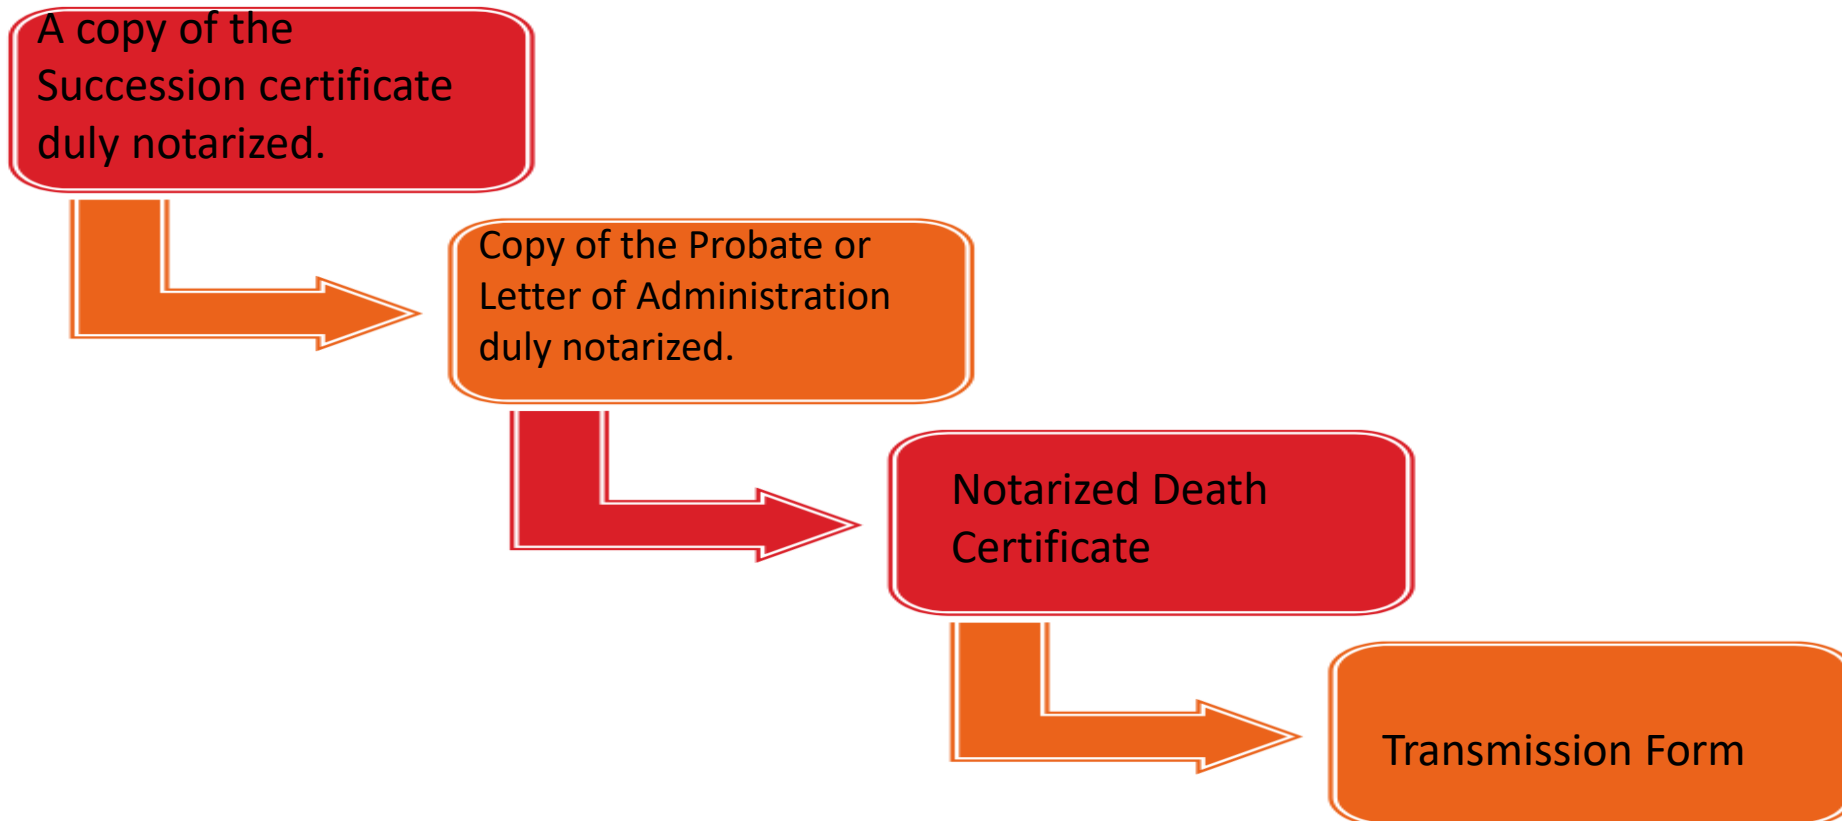 A copy of the
Succession certificate
duly notarized.
Copy of the Probate or
Letter of Administration
duly notarized.
Notarized Death
Certificate
Transmission Form